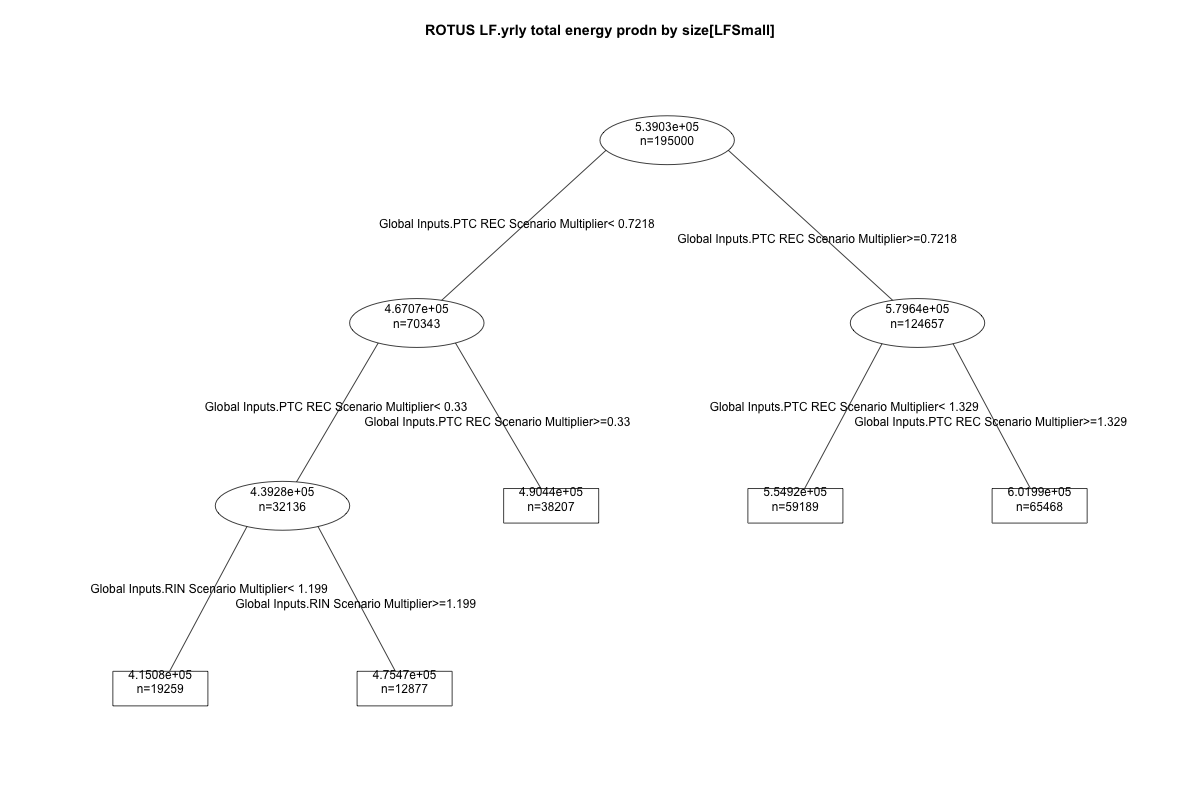 ROTUS LF.yrly total energy prodn by size[LFSmall]
5.3903e+05
n=195000
Global Inputs.PTC REC Scenario Multiplier< 0.7218
Global Inputs.PTC REC Scenario Multiplier>=0.7218
4.6707e+05
n=70343
5.7964e+05
n=124657
Global Inputs.PTC REC Scenario Multiplier< 0.33
Global Inputs.PTC REC Scenario Multiplier>=0.33
Global Inputs.PTC REC Scenario Multiplier< 1.329
Global Inputs.PTC REC Scenario Multiplier>=1.329
4.3928e+05
n=32136
4.9044e+05
n=38207
5.5492e+05
n=59189
6.0199e+05
n=65468
Global Inputs.RIN Scenario Multiplier< 1.199
Global Inputs.RIN Scenario Multiplier>=1.199
4.1508e+05
n=19259
4.7547e+05
n=12877